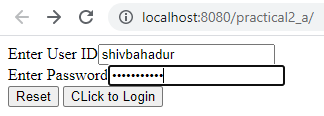 localhost:8080/practical2_a/
Enter User ID shivbahadur
Enter Password •••••••••••
Reset CLick to Login